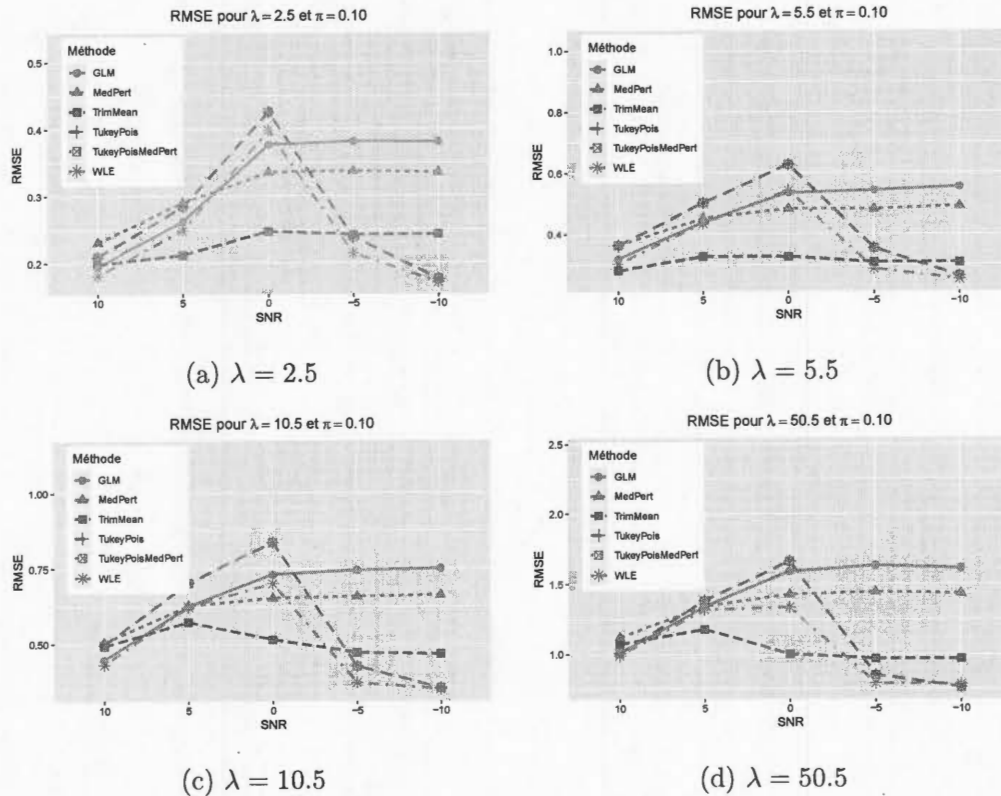 RMSE pour λ = 2.5 et π = 0.10
Méthode
GLM
MedPert
TrimMean
TukeyPois
TukeyPoisMedPert
WLE
RMSE
0.5
0.4
0.3
0.2
10
5
0
-5
-10
SNR
(a) λ = 2.5
RMSE pour λ = 5.5 et π = 0.10
Méthode
GLM
MedPert
TrimMean
TukeyPois
TukeyPoisMedPert
WLE
RMSE
1.0
0.8
0.6
0.4
10
5
0
-5
-10
SNR
(b) λ = 5.5
RMSE pour λ = 10.5 et π = 0.10
Méthode
GLM
MedPert
TrimMean
TukeyPois
TukeyPoisMedPert
WLE
RMSE
1.00
0.75
0.50
10
5
0
-5
-10
SNR
(c) λ = 10.5
RMSE pour λ = 50.5 et π = 0.10
Méthode
GLM
MedPert
TrimMean
TukeyPois
TukeyPoisMedPert
WLE
RMSE
2.5
2.0
1.5
1.0
10
5
0
-5
-10
SNR
(d) λ = 50.5